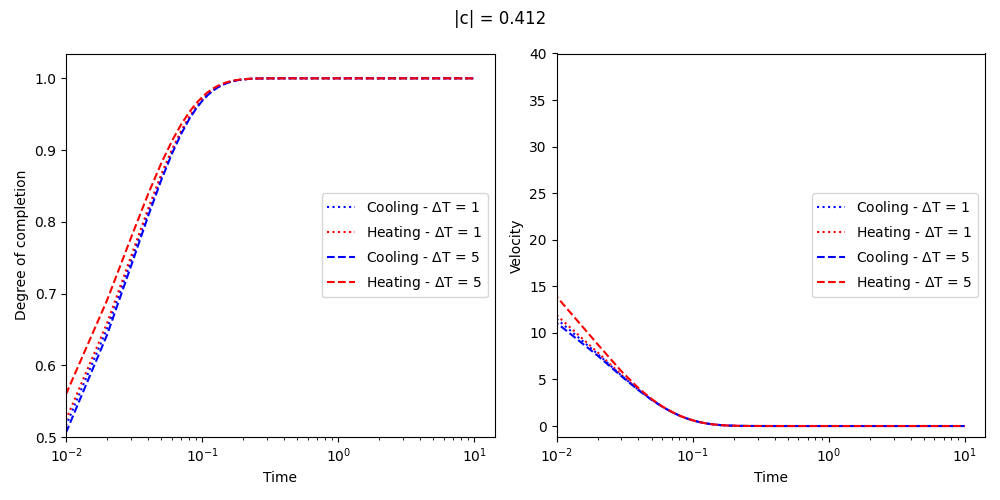 |c| = 0.412
Degree of completion
1.0
0.9
0.8
0.7
0.6
0.5
10⁻² 10⁻¹ 10⁰ 10¹
Time
Cooling - ΔT = 1
Heating - ΔT = 1
Cooling - ΔT = 5
Heating - ΔT = 5
Velocity
40
35
30
25
20
15
10
5
0
10⁻² 10⁻¹ 10⁰ 10¹
Time
Cooling - ΔT = 1
Heating - ΔT = 1
Cooling - ΔT = 5
Heating - ΔT = 5